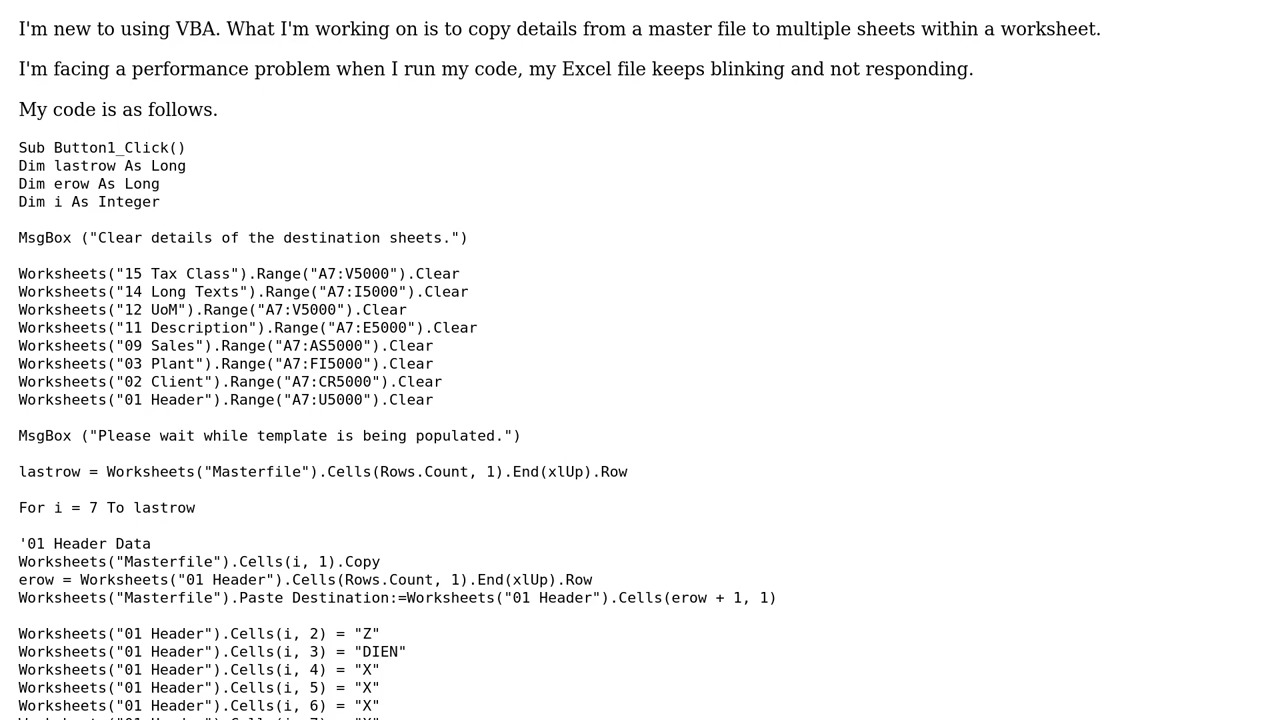 I'm new to using VBA. What I'm working on is to copy details from a master file to multiple sheets within a worksheet.
I'm facing a performance problem when I run my code, my Excel file keeps blinking and not responding.
My code is as follows.
Sub Button1_Click()
Dim lastrow As Long
Dim erow As Long
Dim i As Integer
MsgBox ("Clear details of the destination sheets.")
Worksheets("15 Tax Class").Range("A7:V5000").Clear
Worksheets("14 Long Texts").Range("A7:I5000").Clear
Worksheets("12 UoM").Range("A7:V5000").Clear
Worksheets("11 Description").Range("A7:E5000").Clear
Worksheets("09 Sales").Range("A7:AS5000").Clear
Worksheets("03 Plant").Range("A7:FI5000").Clear
Worksheets("02 Client").Range("A7:CR5000").Clear
Worksheets("01 Header").Range("A7:U5000").Clear
MsgBox ("Please wait while template is being populated.")
lastrow = Worksheets("Masterfile").Cells(Rows.Count, 1).End(xlUp).Row
For i = 7 To lastrow
'01 Header Data
Worksheets("Masterfile").Cells(i, 1).Copy
erow = Worksheets("01 Header").Cells(Rows.Count, 1).End(xlUp).Row
Worksheets("Masterfile").Paste Destination:=Worksheets("01 Header").Cells(erow + 1, 1)
Worksheets("01 Header").Cells(i, 2) = "Z"
Worksheets("01 Header").Cells(i, 3) = "DIEN"
Worksheets("01 Header").Cells(i, 4) = "X"
Worksheets("01 Header").Cells(i, 5) = "X"
Worksheets("01 Header").Cells(i, 6) = "X"